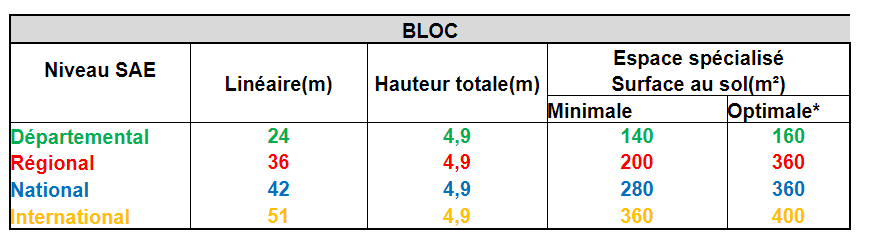 BLOC
Niveau SAE
Linéaire(m)
Hauteur totale(m)
Espace spécialisé
Surface au sol(m²)
Minimale
Optimale*
Départemental 24 4,9 140 160
Régional 36 4,9 200 360
National 42 4,9 280 360
International 51 4,9 360 400